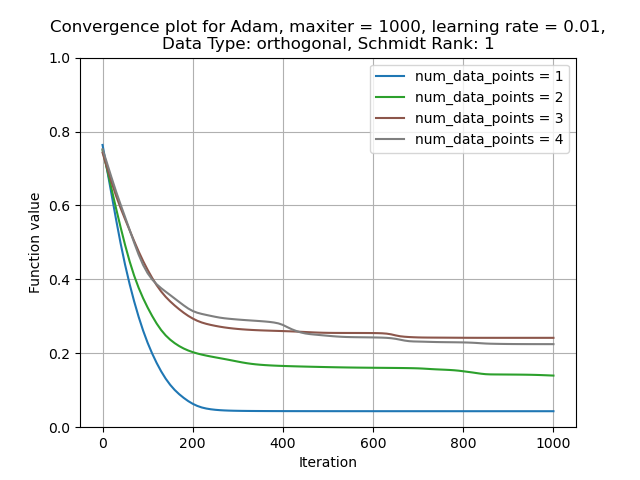 Convergence plot for Adam, maxiter = 1000, learning rate = 0.01,
Data Type: orthogonal, Schmidt Rank: 1
num_data_points = 1
num_data_points = 2
num_data_points = 3
num_data_points = 4
Function value
1.0
0.8
0.6
0.4
0.2
0.0
0 200 400 600 800 1000
Iteration